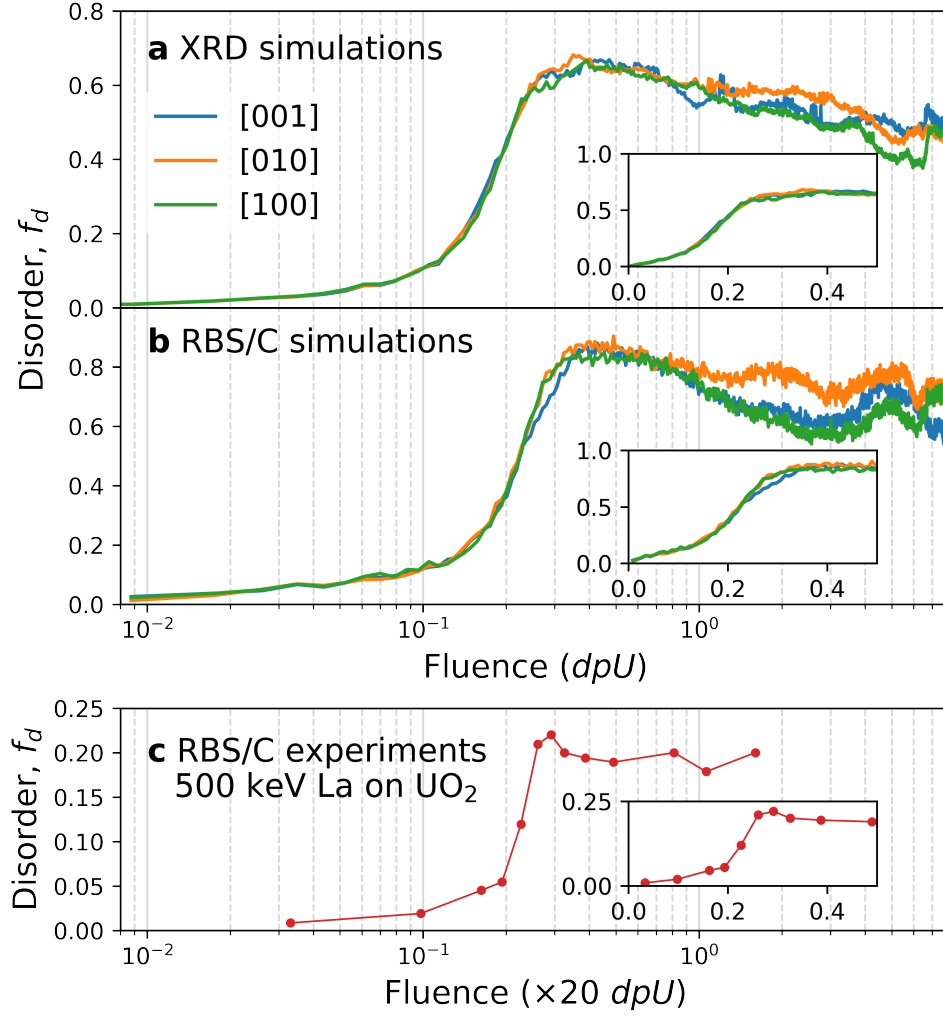 a XRD simulations
[001]
[010]
[100]
0.8
0.6
0.4
0.2
0.0
1.0
0.5
0.0
0.0 0.2 0.4
Disorder, f_d
b RBS/C simulations
0.8
0.6
0.4
0.2
0.0
1.0
0.5
0.0
0.0 0.2 0.4
10⁻² 10⁻¹ 10⁰
Fluence (dpU)
c RBS/C experiments
500 keV La on UO₂
Disorder, f_d
0.25
0.20
0.15
0.10
0.05
0.00
0.25
0.00
0.0 0.2 0.4
10⁻² 10⁻¹ 10⁰
Fluence (×20 dpU)